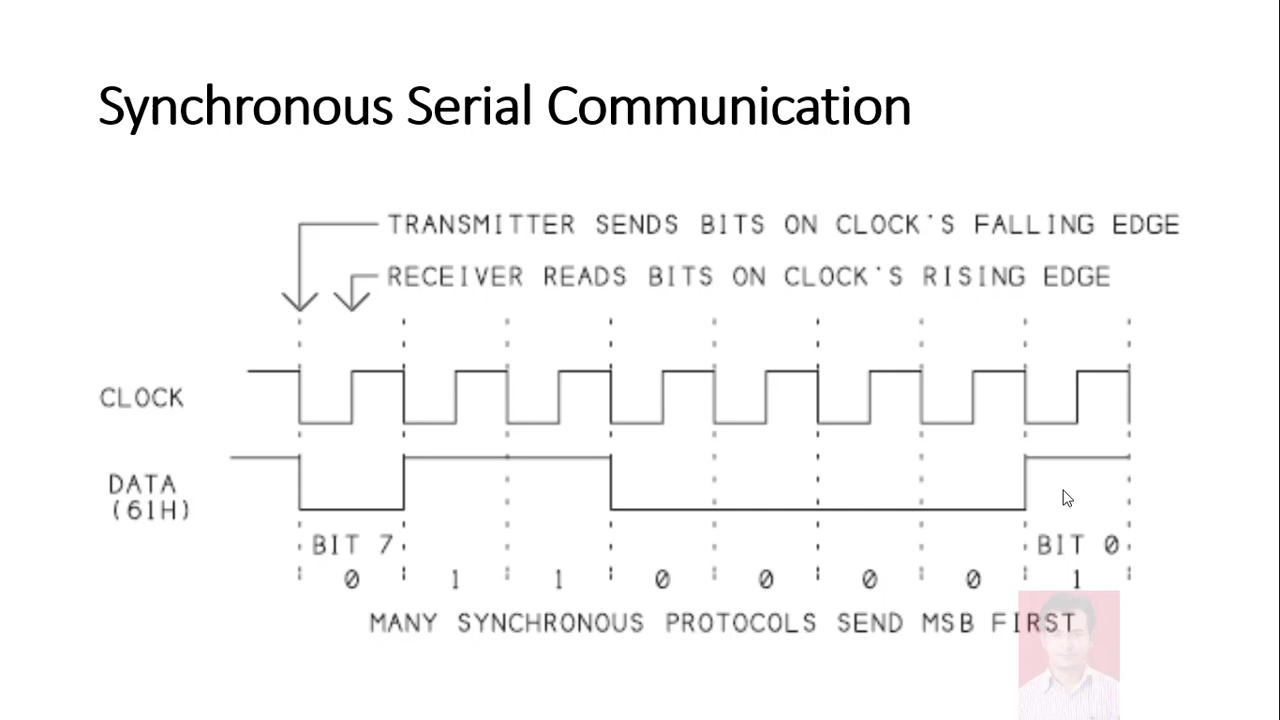 Synchronous Serial Communication
TRANSMITTER SENDS BITS ON CLOCK'S FALLING EDGE
RECEIVER READS BITS ON CLOCK'S RISING EDGE
CLOCK
DATA
(61H)
BIT 7 BIT 0
0 1 1 0 0 0 0 1
MANY SYNCHRONOUS PROTOCOLS SEND MSB FIRST